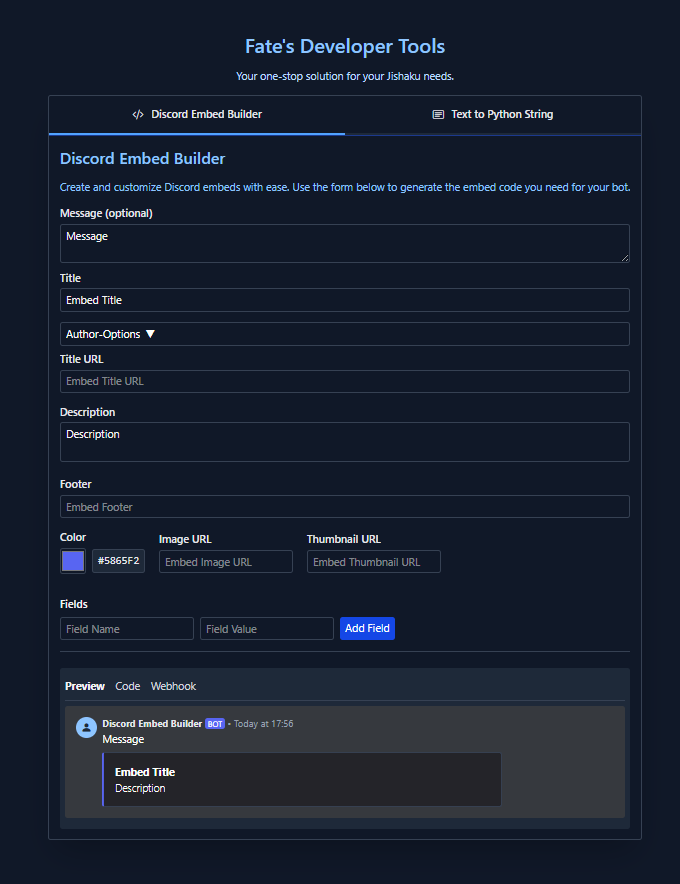 Fate's Developer Tools
Your one-stop solution for your Jishaku needs.
</> Discord Embed Builder
Text to Python String
Discord Embed Builder
Create and customize Discord embeds with ease. Use the form below to generate the embed code you need for your bot.
Message (optional)
Message
Title
Embed Title
Author-Options ▼
Title URL
Embed Title URL
Description
Description
Footer
Embed Footer
Color Image URL Thumbnail URL
#5865F2 Embed Image URL Embed Thumbnail URL
Fields
Field Name Field Value Add Field
Preview Code Webhook
Discord Embed Builder BOT • Today at 17:56
Message
Embed Title
Description